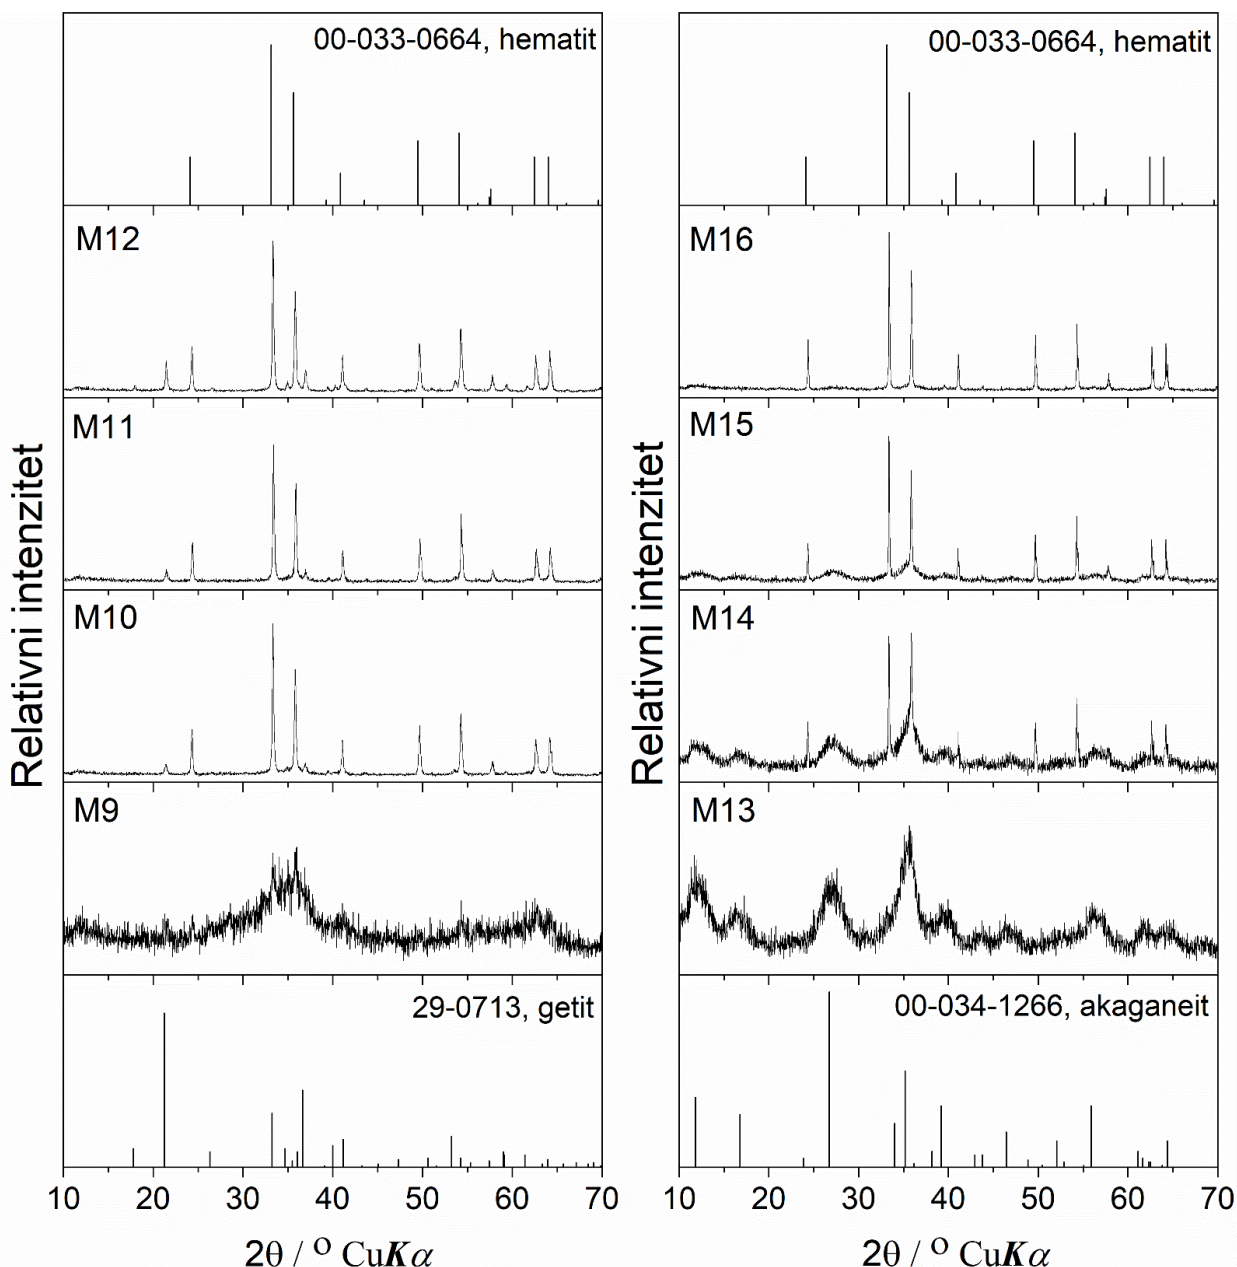 00-033-0664, hematit
M12
M11
M10
M9
29-0713, getit
10 20 30 40 50 60 70
2θ / ° CuKα
Relativni intenzitet
00-033-0664, hematit
M16
M15
M14
M13
00-034-1266, akaganeit
10 20 30 40 50 60 70
2θ / ° CuKα
Relativni intenzitet